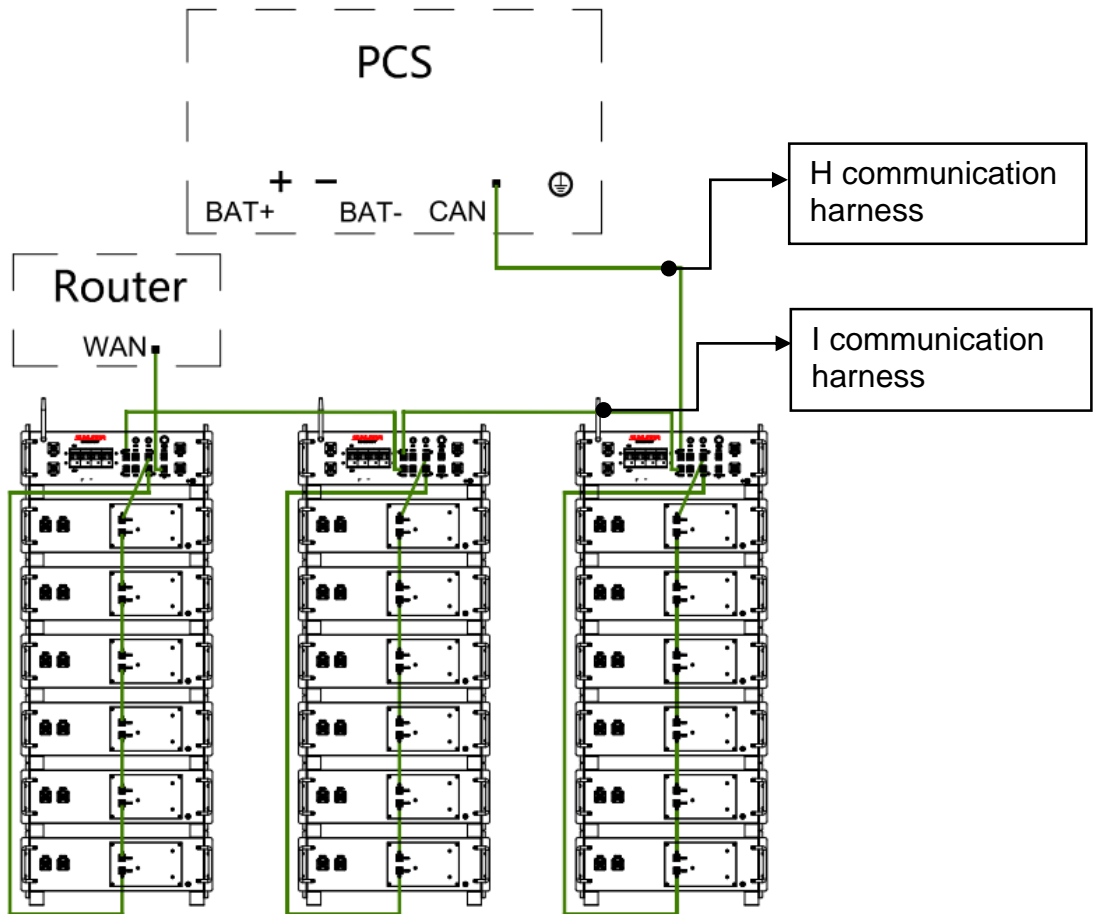 PCS
+ −
BAT+ BAT- CAN
H communication
harness
Router
WAN
I communication
harness